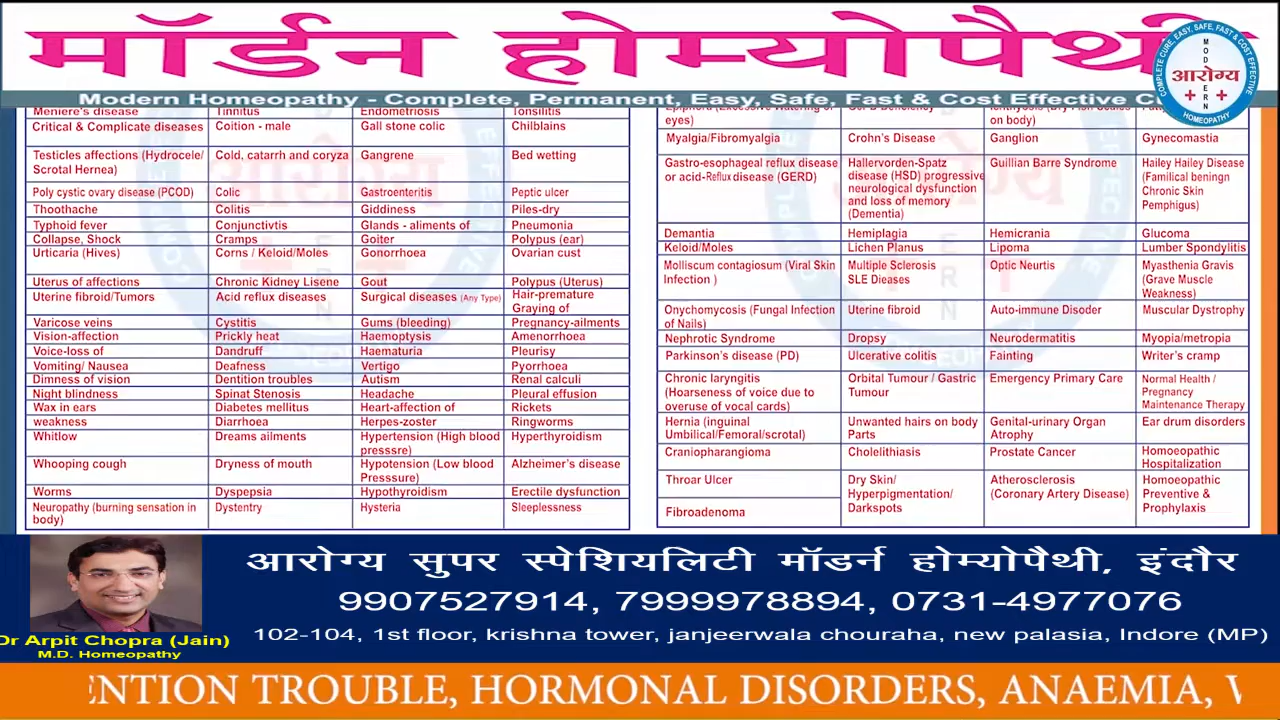 मॉर्डन होम्योपैथी
Modern Homeopathy - Complete, Permanent, Easy, Safe, Fast & Cost Effective
COMPLETE CURE, EASY, SAFE, FAST & COST EFFECTIVE
MODERN
आरोग्य
HOMEOPATHY
Meniere's disease Tinnitus Endometriosis Tonsilitis
Critical & Complicate diseases Coition - male Gall stone colic Chilblains
Testicles affections (Hydrocele/ Cold, catarrh and coryza Gangrene Bed wetting
Scrotal Hernea)
Poly cystic ovary disease (PCOD) Colic Gastroenteritis Peptic ulcer
Thoothache Colitis Giddiness Piles-dry
Typhoid fever Conjunctivtis Glands - aliments of Pneumonia
Collapse, Shock Cramps Goiter Polypus (ear)
Urticaria (Hives) Corns / Keloid/Moles Gonorrhoea Ovarian cust
Uterus of affections Chronic Kidney Lisene Gout Polypus (Uterus)
Uterine fibroid/Tumors Acid reflux diseases Surgical diseases (Any Type) Hair-premature
Graying of
Varicose veins Cystitis Gums (bleeding) Pregnancy-ailments
Vision-affection Prickly heat Haemoptysis Amenorrhoea
Voice-loss of Dandruff Haematuria Pleurisy
Vomiting/ Nausea Deafness Vertigo Pyorrhoea
Dimness of vision Dentition troubles Autism Renal calculi
Night blindness Spinat Stenosis Headache Pleural effusion
Wax in ears Diabetes mellitus Heart-affection of Rickets
weakness Diarrhoea Herpes-zoster Ringworms
Whitlow Dreams ailments Hypertension (High blood Hyperthyroidism
presssre)
Whooping cough Dryness of mouth Hypotension (Low blood Alzheimer's disease
Presssure)
Worms Dyspepsia Hypothyroidism Erectile dysfunction
Neuropathy (burning sensation in Dystentry Hysteria Sleeplessness
body)
eyes) on body)
Myalgia/Fibromyalgia Crohn's Disease Ganglion Gynecomastia
Gastro-esophageal reflux disease Hallervorden-Spatz Guillian Barre Syndrome Hailey Hailey Disease
or acid-Reflux disease (GERD) disease (HSD) progressive (Familical beningn
neurological dysfunction Chronic Skin
and loss of memory Pemphigus)
(Dementia)
Demantia Hemiplagia Hemicrania Glucoma
Keloid/Moles Lichen Planus Lipoma Lumber Spondylitis
Molliscum contagiosum (Viral Skin Multiple Sclerosis Optic Neurtis Myasthenia Gravis
Infection ) SLE Dieases (Grave Muscle
Weakness)
Onychomycosis (Fungal Infection Uterine fibroid Auto-immune Disoder Muscular Dystrophy
of Nails)
Nephrotic Syndrome Dropsy Neurodermatitis Myopia/metropia
Parkinson's disease (PD) Ulcerative colitis Fainting Writer's cramp
Chronic laryngitis Orbital Tumour / Gastric Emergency Primary Care Normal Health /
(Hoarseness of voice due to Tumour Pregnancy
overuse of vocal cards) Maintenance Therapy
Hernia (inguinal Unwanted hairs on body Genital-urinary Organ Ear drum disorders
Umbilical/Femoral/scrotal) Parts Atrophy
Craniopharangioma Cholelithiasis Prostate Cancer Homoeopathic
Hospitalization
Throar Ulcer Dry Skin/ Atherosclerosis Homoeopathic
Hyperpigmentation/ (Coronary Artery Disease) Preventive &
Fibroadenoma Darkspots Prophylaxis
आरोग्य सुपर स्पेशियलिटी मॉडर्न होम्योपैथी, इंदौर
9907527914, 7999978894, 0731-4977076
102-104, 1st floor, krishna tower, janjeerwala chouraha, new palasia, Indore (MP)
Dr Arpit Chopra (Jain)
M.D. Homeopathy
ENTION TROUBLE, HORMONAL DISORDERS, ANAEMIA,